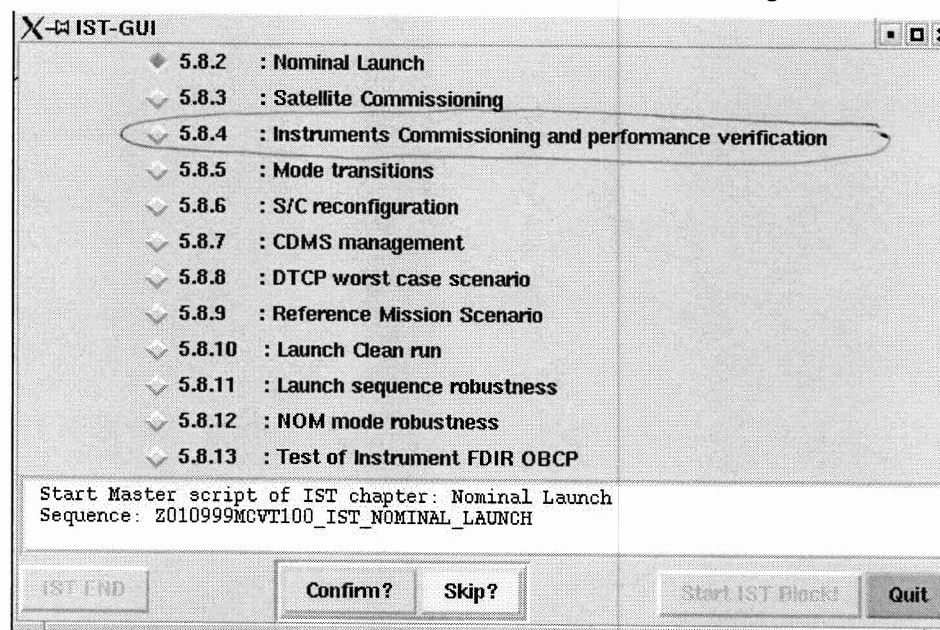 IST-GUI
5.8.2 : Nominal Launch
5.8.3 : Satellite Commissioning
5.8.4 : Instruments Commissioning and performance verification
5.8.5 : Mode transitions
5.8.6 : S/C reconfiguration
5.8.7 : CDMS management
5.8.8 : DTCP worst case scenario
5.8.9 : Reference Mission Scenario
5.8.10 : Launch Clean run
5.8.11 : Launch sequence robustness
5.8.12 : NOM mode robustness
5.8.13 : Test of Instrument FDIR OBCP
Start Master script of IST chapter: Nominal Launch
Sequence: Z010999MCVT100_IST_NOMINAL_LAUNCH
IST END Confirm? Skip? Start IST Block! Quit